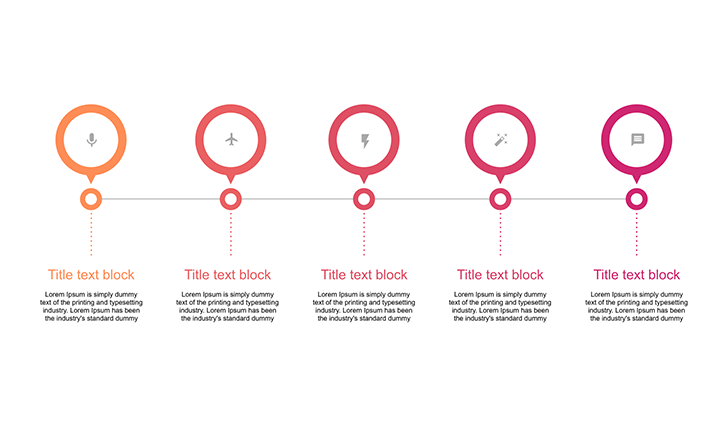 Title text block
Lorem Ipsum is simply dummy
text of the printing and typesetting
industry. Lorem Ipsum has been
the industry's standard dummy
Title text block
Lorem Ipsum is simply dummy
text of the printing and typesetting
industry. Lorem Ipsum has been
the industry's standard dummy
Title text block
Lorem Ipsum is simply dummy
text of the printing and typesetting
industry. Lorem Ipsum has been
the industry's standard dummy
Title text block
Lorem Ipsum is simply dummy
text of the printing and typesetting
industry. Lorem Ipsum has been
the industry's standard dummy
Title text block
Lorem Ipsum is simply dummy
text of the printing and typesetting
industry. Lorem Ipsum has been
the industry's standard dummy